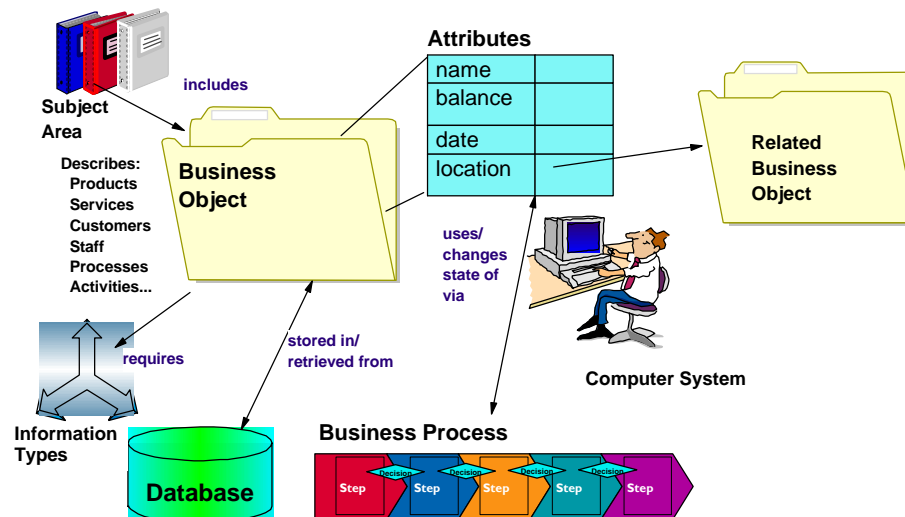 Attributes
name
balance
date
location
includes
Subject
Area
Business
Object
Related
Business
Object
Describes:
Products
Services
Customers
Staff
Processes
Activities...
uses/
changes
state of
via
stored in/
retrieved from
requires
Computer System
Information
Types
Database
Business Process
Step
Decision
Step
Decision
Step
Decision
Step
Decision
Step